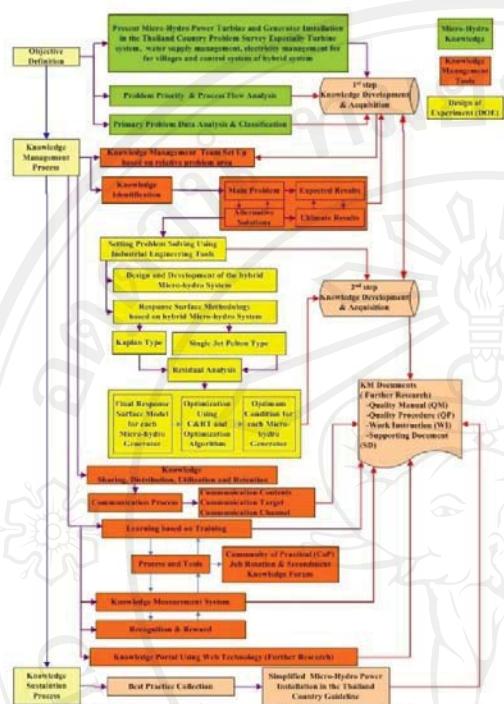 Present Micro-Hydro Power Turbine and Generator Installation
in the Thailand Country Problem Survey Especially Turbine
system, water supply management, electricity management for
for villages and control system of hybrid system
Micro-Hydro
Knowledge
Objective
Definition
Knowledge
Management
Tools
Problem Priority & Process Flow Analysis
1st step
Knowledge Development
& Acquisition
Design of
Experiment (DOE)
Primary Problem Data Analysis & Classification
Knowledge
Management
Process
Knowledge Management Team Set Up
based on relative problem area
Knowledge
Identification
Main Problem
Expected Results
Alternative
Solutions
Ultimate Results
Setting Problem Solving Using
Industrial Engineering Tools
Design and Development of the hybrid
Micro-hydro System
2nd step
Knowledge Development
& Acquisition
Response Surface Methodology
based on hybrid Micro-hydro System
Kaplan Type
Single Jet Pelton Type
Residual Analysis
Final Response
Surface Model
for each
Micro-hydro
Generator
Optimization
Using
C&RT and
Optimization
Algorithm
Optimum
Condition for
each Micro-
hydro
Generator
KM Documents
( Further Research)
-Quality Manual (QM)
-Quality Procedure (QP)
-Work Instruction (WI)
-Supporting Document
(SD)
Knowledge
Sharing, Distribution, Utilization and Retention
Communication Process
Communication Contents
Communication Target
Communication Channel
Learning based on Training
Process and Tools
Community of Practical (CoP)
Job Rotation & Secondment
Knowledge Forum
Knowledge Measurement System
Recognition & Reward
Knowledge Portal Using Web Technology (Further Research)
Knowledge
Sustention
Process
Best Practice Collection
Simplified Micro-Hydro Power
Installation in the Thailand
Country Guideline